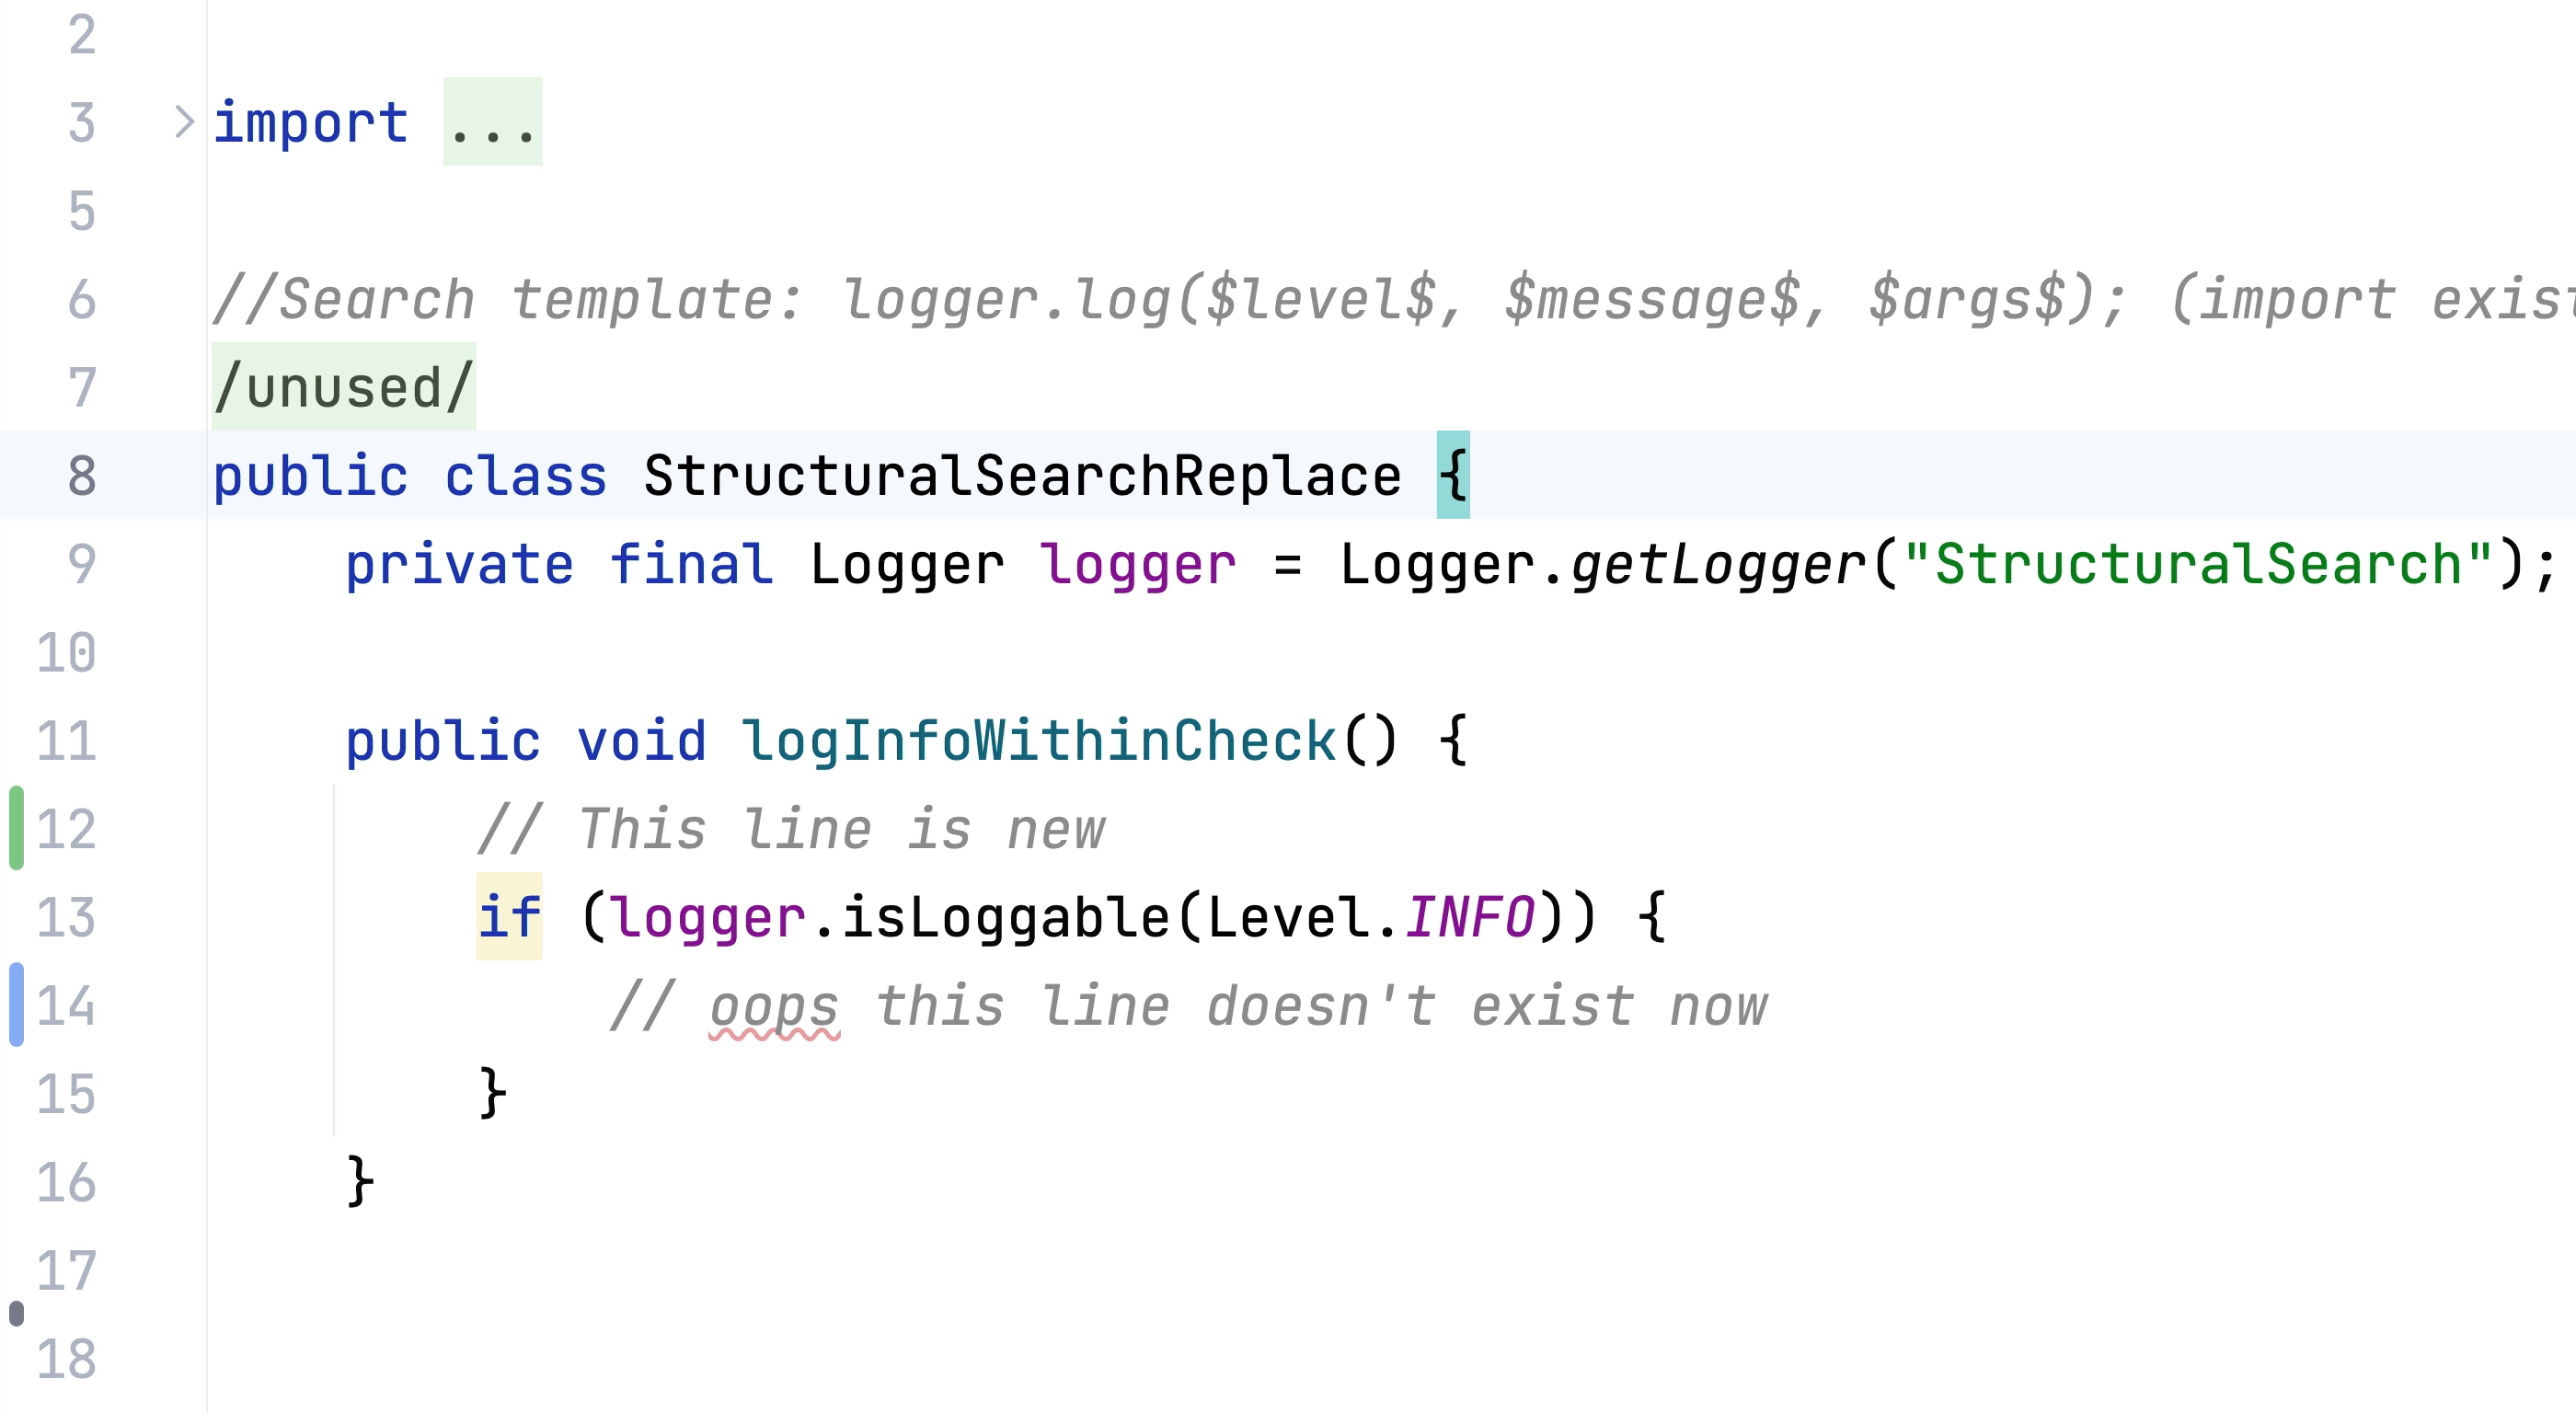 2
3 import ...
5
6 //Search template: logger.log($level$, $message$, $args$); (import
7 /unused/
8 public class StructuralSearchReplace {
9 private final Logger logger = Logger.getLogger("StructuralSearch");
10
11 public void logInfoWithinCheck() {
12 // This line is new
13 if (logger.isLoggable(Level.INFO)) {
14 // oops this line doesn't exist now
15 }
16 }
17
18